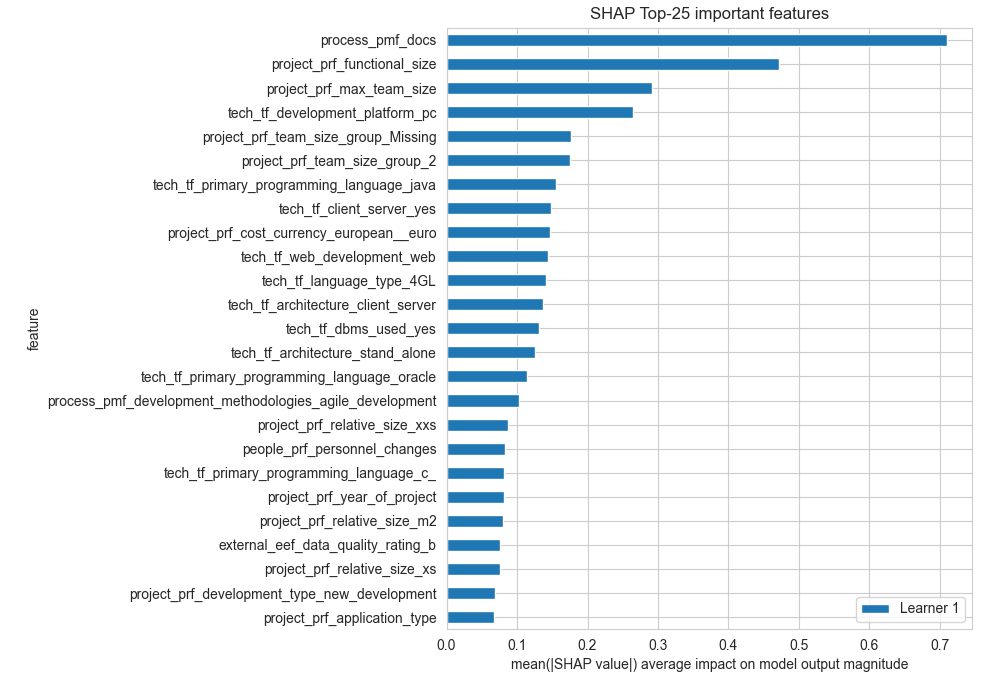 SHAP Top-25 important features
process_pmf_docs
project_prf_functional_size
project_prf_max_team_size
tech_tf_development_platform_pc
project_prf_team_size_group_Missing
project_prf_team_size_group_2
tech_tf_primary_programming_language_java
tech_tf_client_server_yes
project_prf_cost_currency_european__euro
tech_tf_web_development_web
tech_tf_language_type_4GL
tech_tf_architecture_client_server
tech_tf_dbms_used_yes
tech_tf_architecture_stand_alone
tech_tf_primary_programming_language_oracle
process_pmf_development_methodologies_agile_development
project_prf_relative_size_xxs
people_prf_personnel_changes
tech_tf_primary_programming_language_c_
project_prf_year_of_project
project_prf_relative_size_m2
external_eef_data_quality_rating_b
project_prf_relative_size_xs
project_prf_development_type_new_development
project_prf_application_type
feature
Learner 1
0.0 0.1 0.2 0.3 0.4 0.5 0.6 0.7
mean(|SHAP value|) average impact on model output magnitude